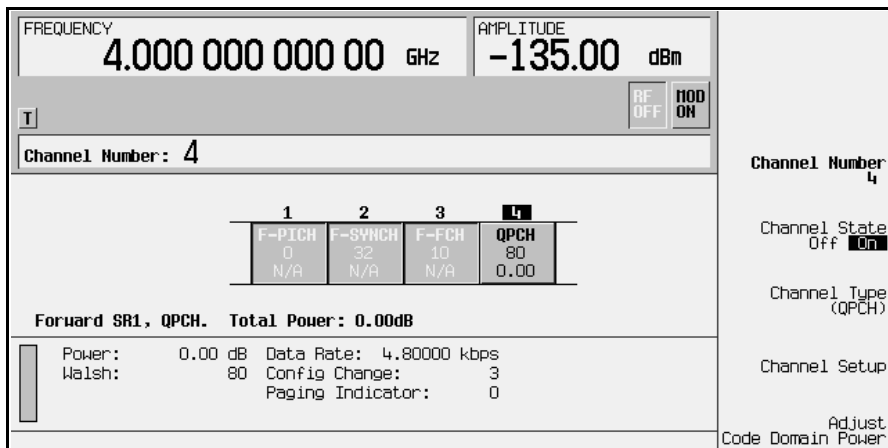 FREQUENCY
4.000 000 000 00 GHz
AMPLITUDE
-135.00 dBm
RF OFF
MOD ON
T
Channel Number: 4
1 2 3 4
F-PICH F-SYNCH F-FCH QPCH
0 32 10 80
N/A N/A N/A 0.00
Forward SR1, QPCH. Total Power: 0.00dB
Power: 0.00 dB Data Rate: 4.80000 kbps
Walsh: 80 Config Change: 3
Paging Indicator: 0
Channel Number
4
Channel State
Off On
Channel Type
(QPCH)
Channel Setup
Adjust
Code Domain Power